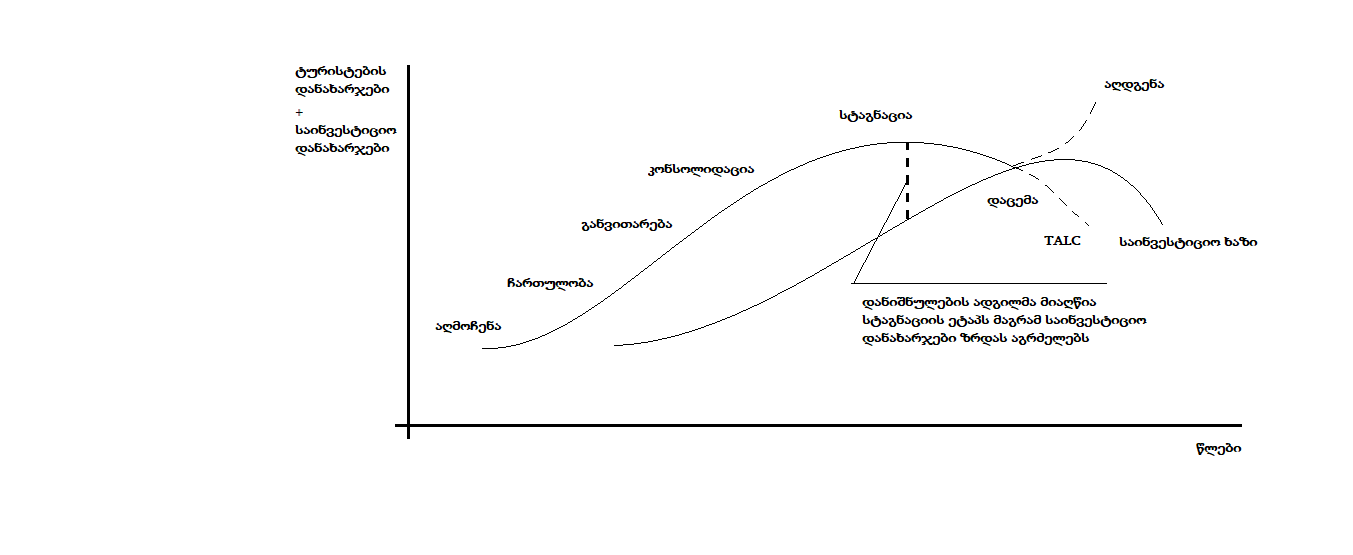 ტურისტების
დანახარჯები
+
საინვესტიციო
დანახარჯები
აღდგენა
სტაგნაცია
კონსოლიდაცია
განვითარება
ჩართულობა
აღმოჩენა
დაცემა
TALC
საინვესტიციო ხაზი
დანიშნულების ადგილმა მიაღწია
სტაგნაციის ეტაპს მაგრამ საინვესტიციო
დანახარჯები ზრდას აგრძელებს
წლები